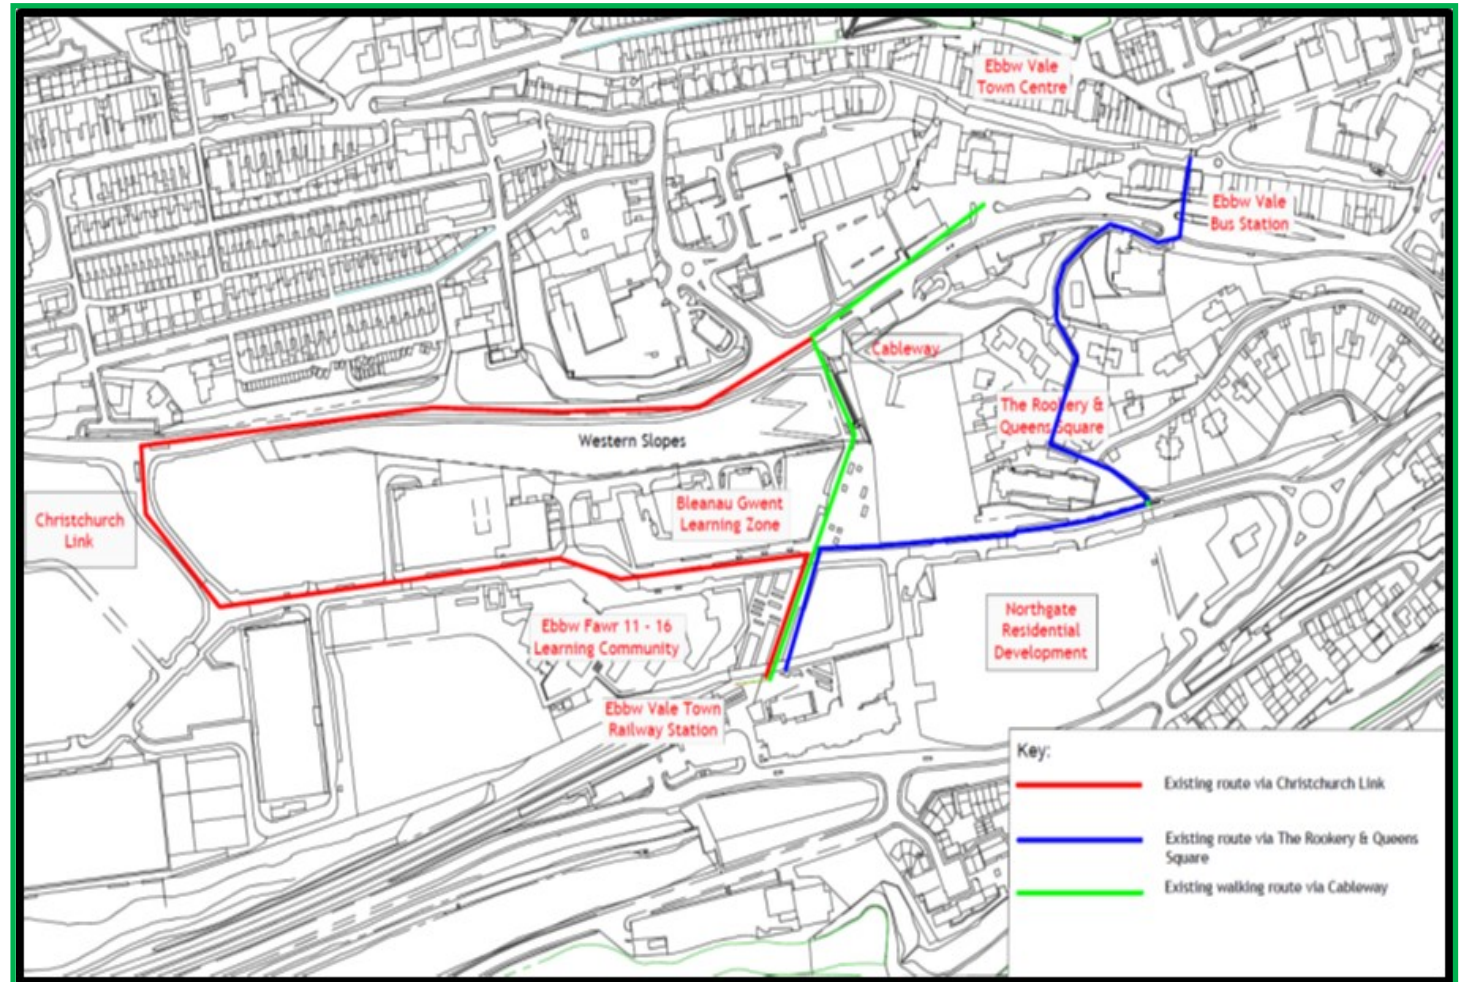 Ebbw Vale
Town Centre
Ebbw Vale
Bus Station
Cableway
The Rookery &
Queens Square
Western Slopes
Bleanau Gwent
Learning Zone
Christchurch
Link
Ebbw Fawr 11 - 16
Learning Community
Northgate
Residential
Development
Ebbw Vale Town
Railway Station
Key:
Existing route via Christchurch Link
Existing route via The Rookery & Queens
Square
Existing walking route via Cableway